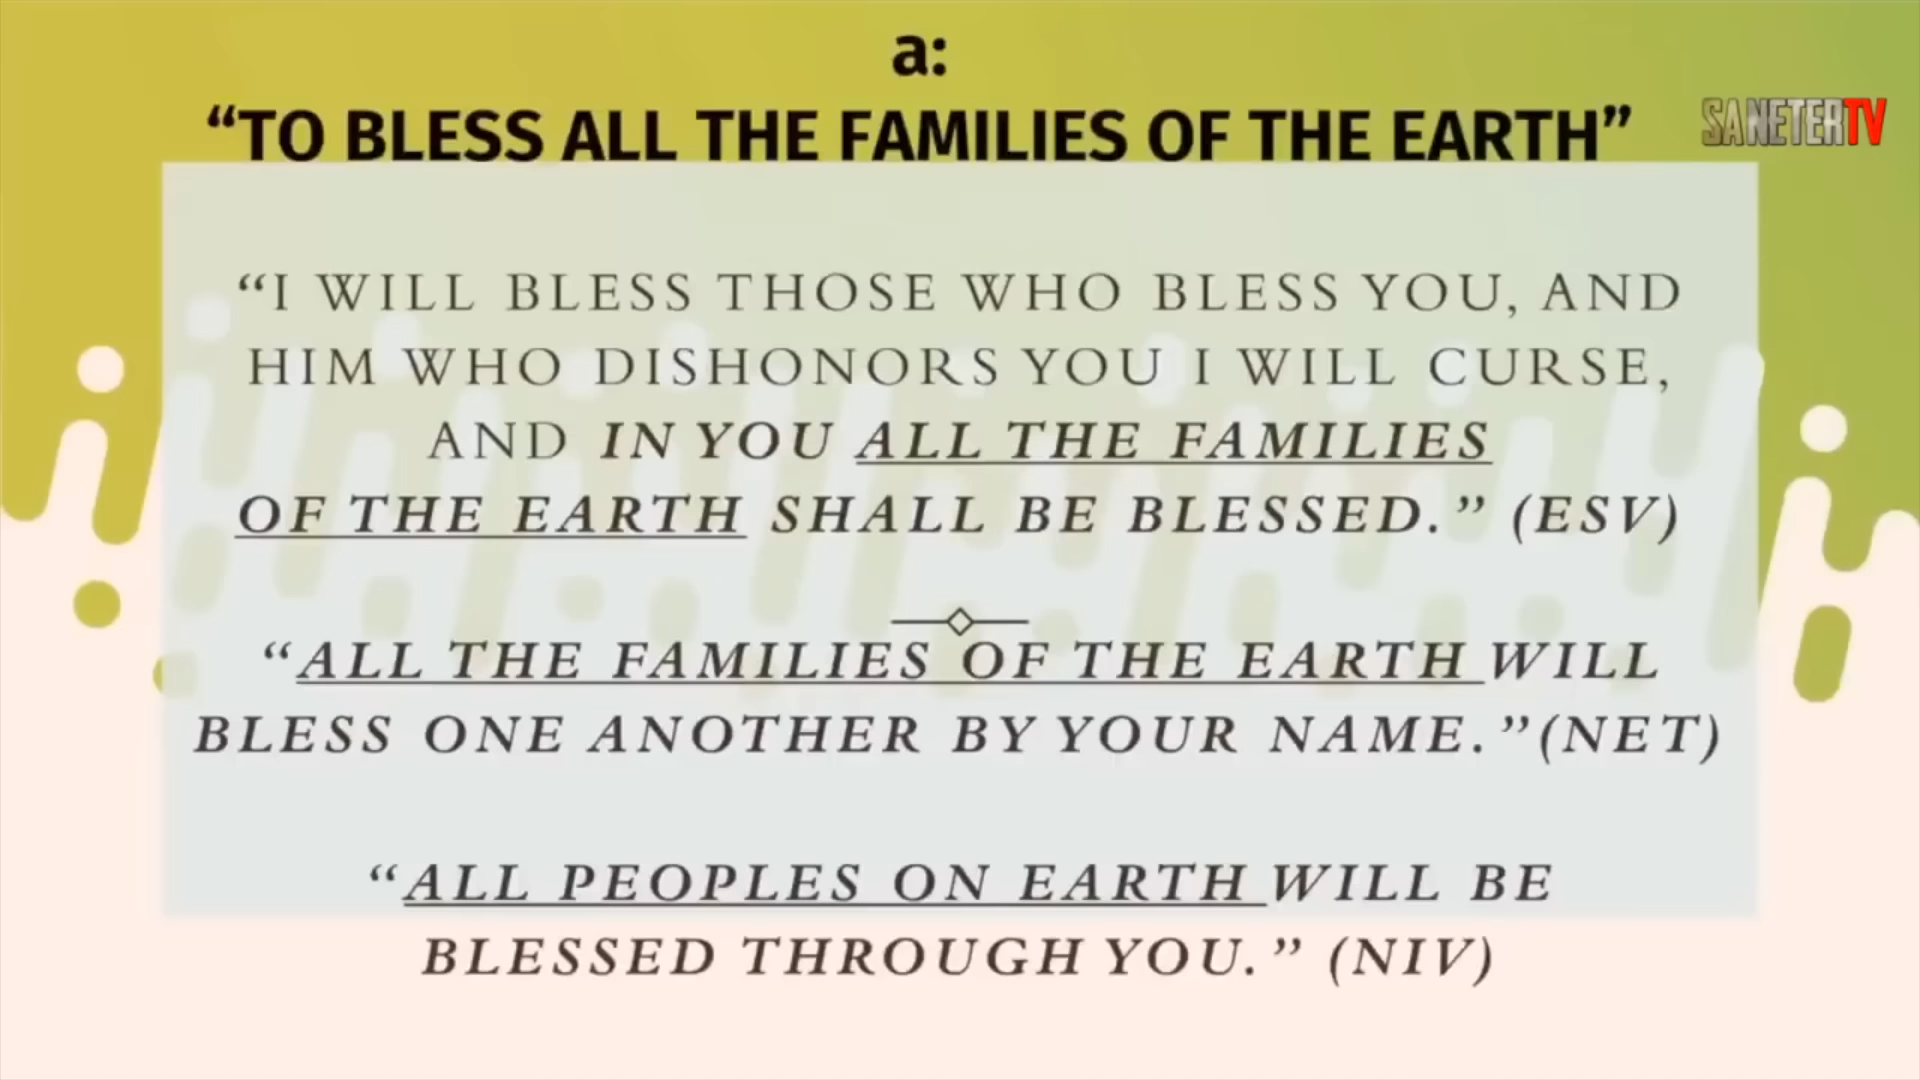 a:
“TO BLESS ALL THE FAMILIES OF THE EARTH”
SANETERTV
“I WILL BLESS THOSE WHO BLESS YOU, AND
HIM WHO DISHONORS YOU I WILL CURSE,
AND IN YOU ALL THE FAMILIES
OF THE EARTH SHALL BE BLESSED.” (ESV)
“ALL THE FAMILIES OF THE EARTH WILL
BLESS ONE ANOTHER BY YOUR NAME.”(NET)
“ALL PEOPLES ON EARTH WILL BE
BLESSED THROUGH YOU.” (NIV)